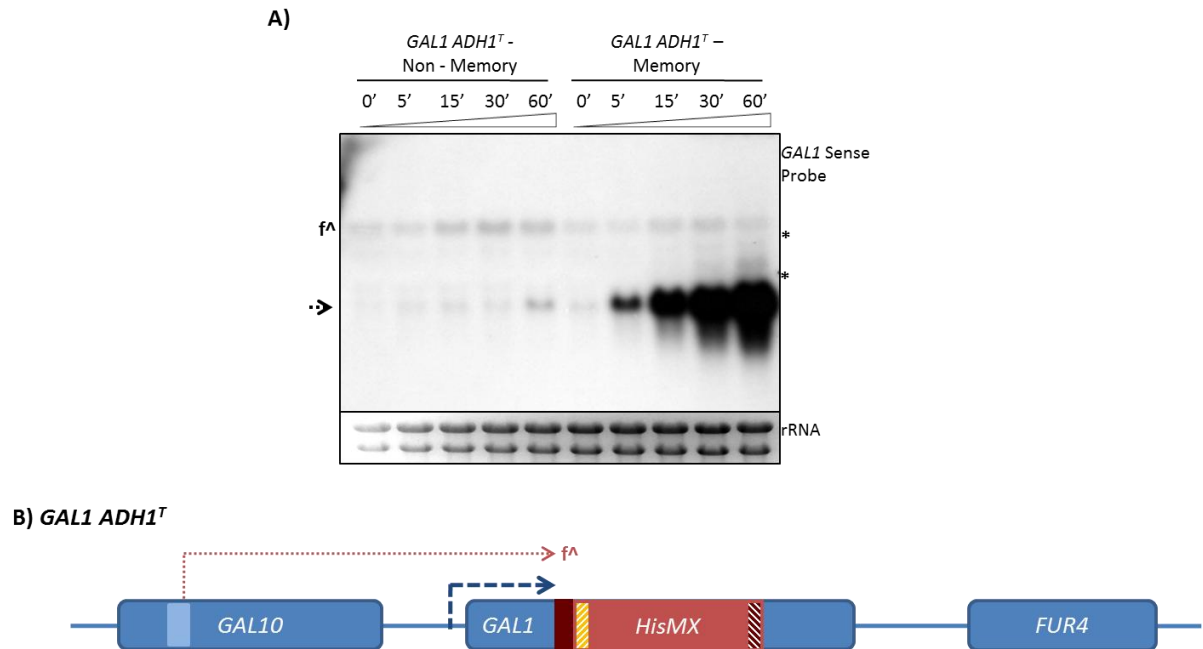 A)
GAL1 ADH1ᵀ -
Non - Memory
GAL1 ADH1ᵀ –
Memory
0' 5' 15' 30' 60' 0' 5' 15' 30' 60'
GAL1 Sense
Probe
f^
*
*
rRNA
B) GAL1 ADH1ᵀ
f^
GAL10 GAL1 HisMX FUR4